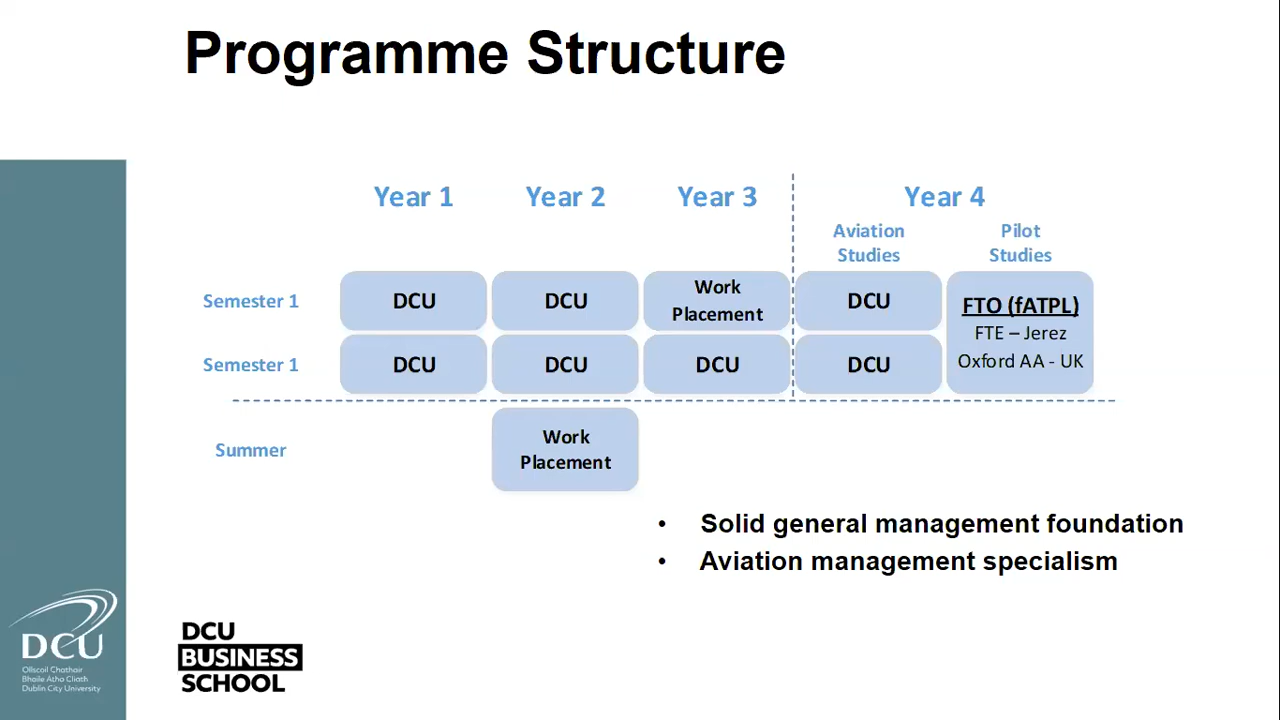 Programme Structure
Year 1 Year 2 Year 3 Year 4
Aviation Studies
Pilot Studies
Semester 1
DCU
DCU
Work
Placement
DCU
FTO (fATPL)
FTE – Jerez
Oxford AA - UK
Semester 1
DCU
DCU
DCU
DCU
Summer
Work
Placement
• Solid general management foundation
• Aviation management specialism
DCU
Ollscoil Chathair
Bhaile Átha Cliath
Dublin City University
DCU
BUSINESS
SCHOOL